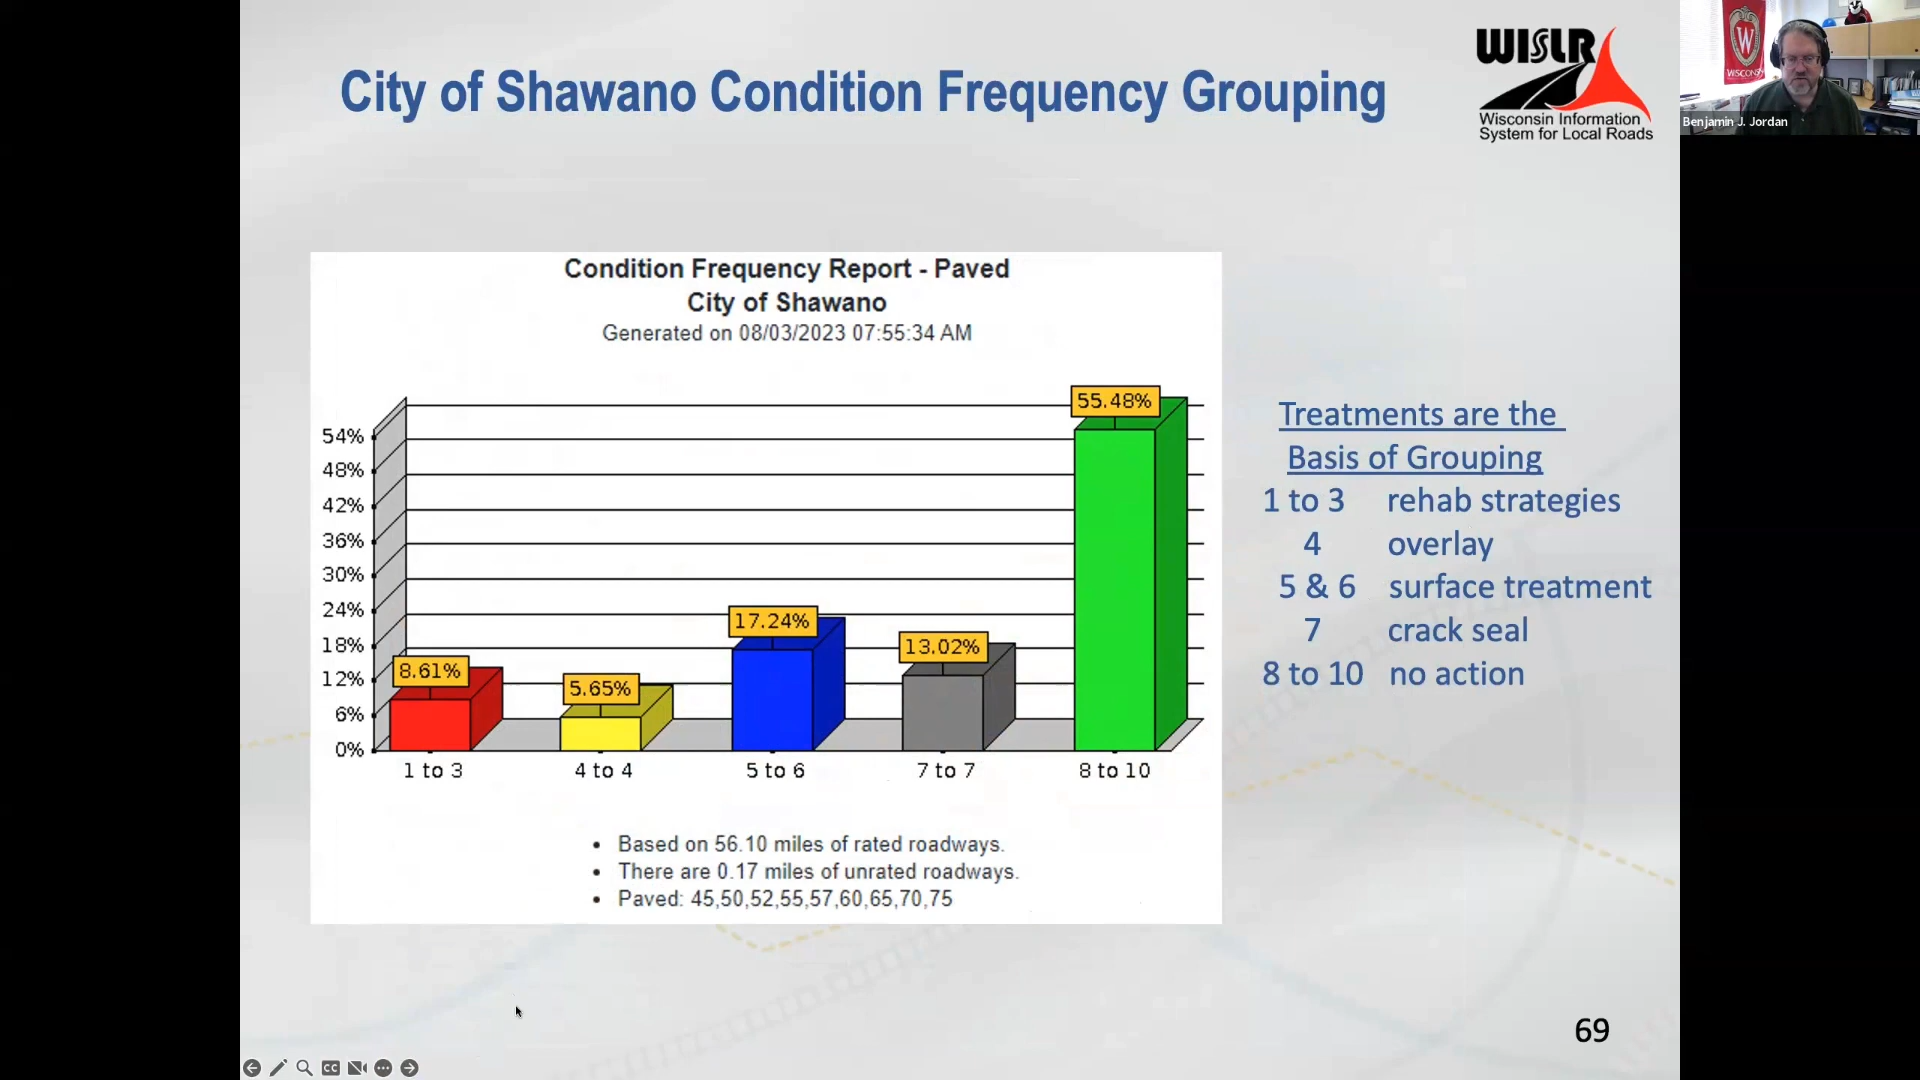 City of Shawano Condition Frequency Grouping
WISLR
Wisconsin Information
System for Local Roads
W
WISCONS
Benjamin J. Jordan
Condition Frequency Report - Paved
City of Shawano
Generated on 08/03/2023 07:55:34 AM
54%
48%
42%
36%
30%
24%
18%
12%
6%
0%
8.61%
5.65%
17.24%
13.02%
55.48%
1 to 3
4 to 4
5 to 6
7 to 7
8 to 10
• Based on 56.10 miles of rated roadways.
• There are 0.17 miles of unrated roadways.
• Paved: 45,50,52,55,57,60,65,70,75
Treatments are the
Basis of Grouping
1 to 3 rehab strategies
4 overlay
5 & 6 surface treatment
7 crack seal
8 to 10 no action
69
CC